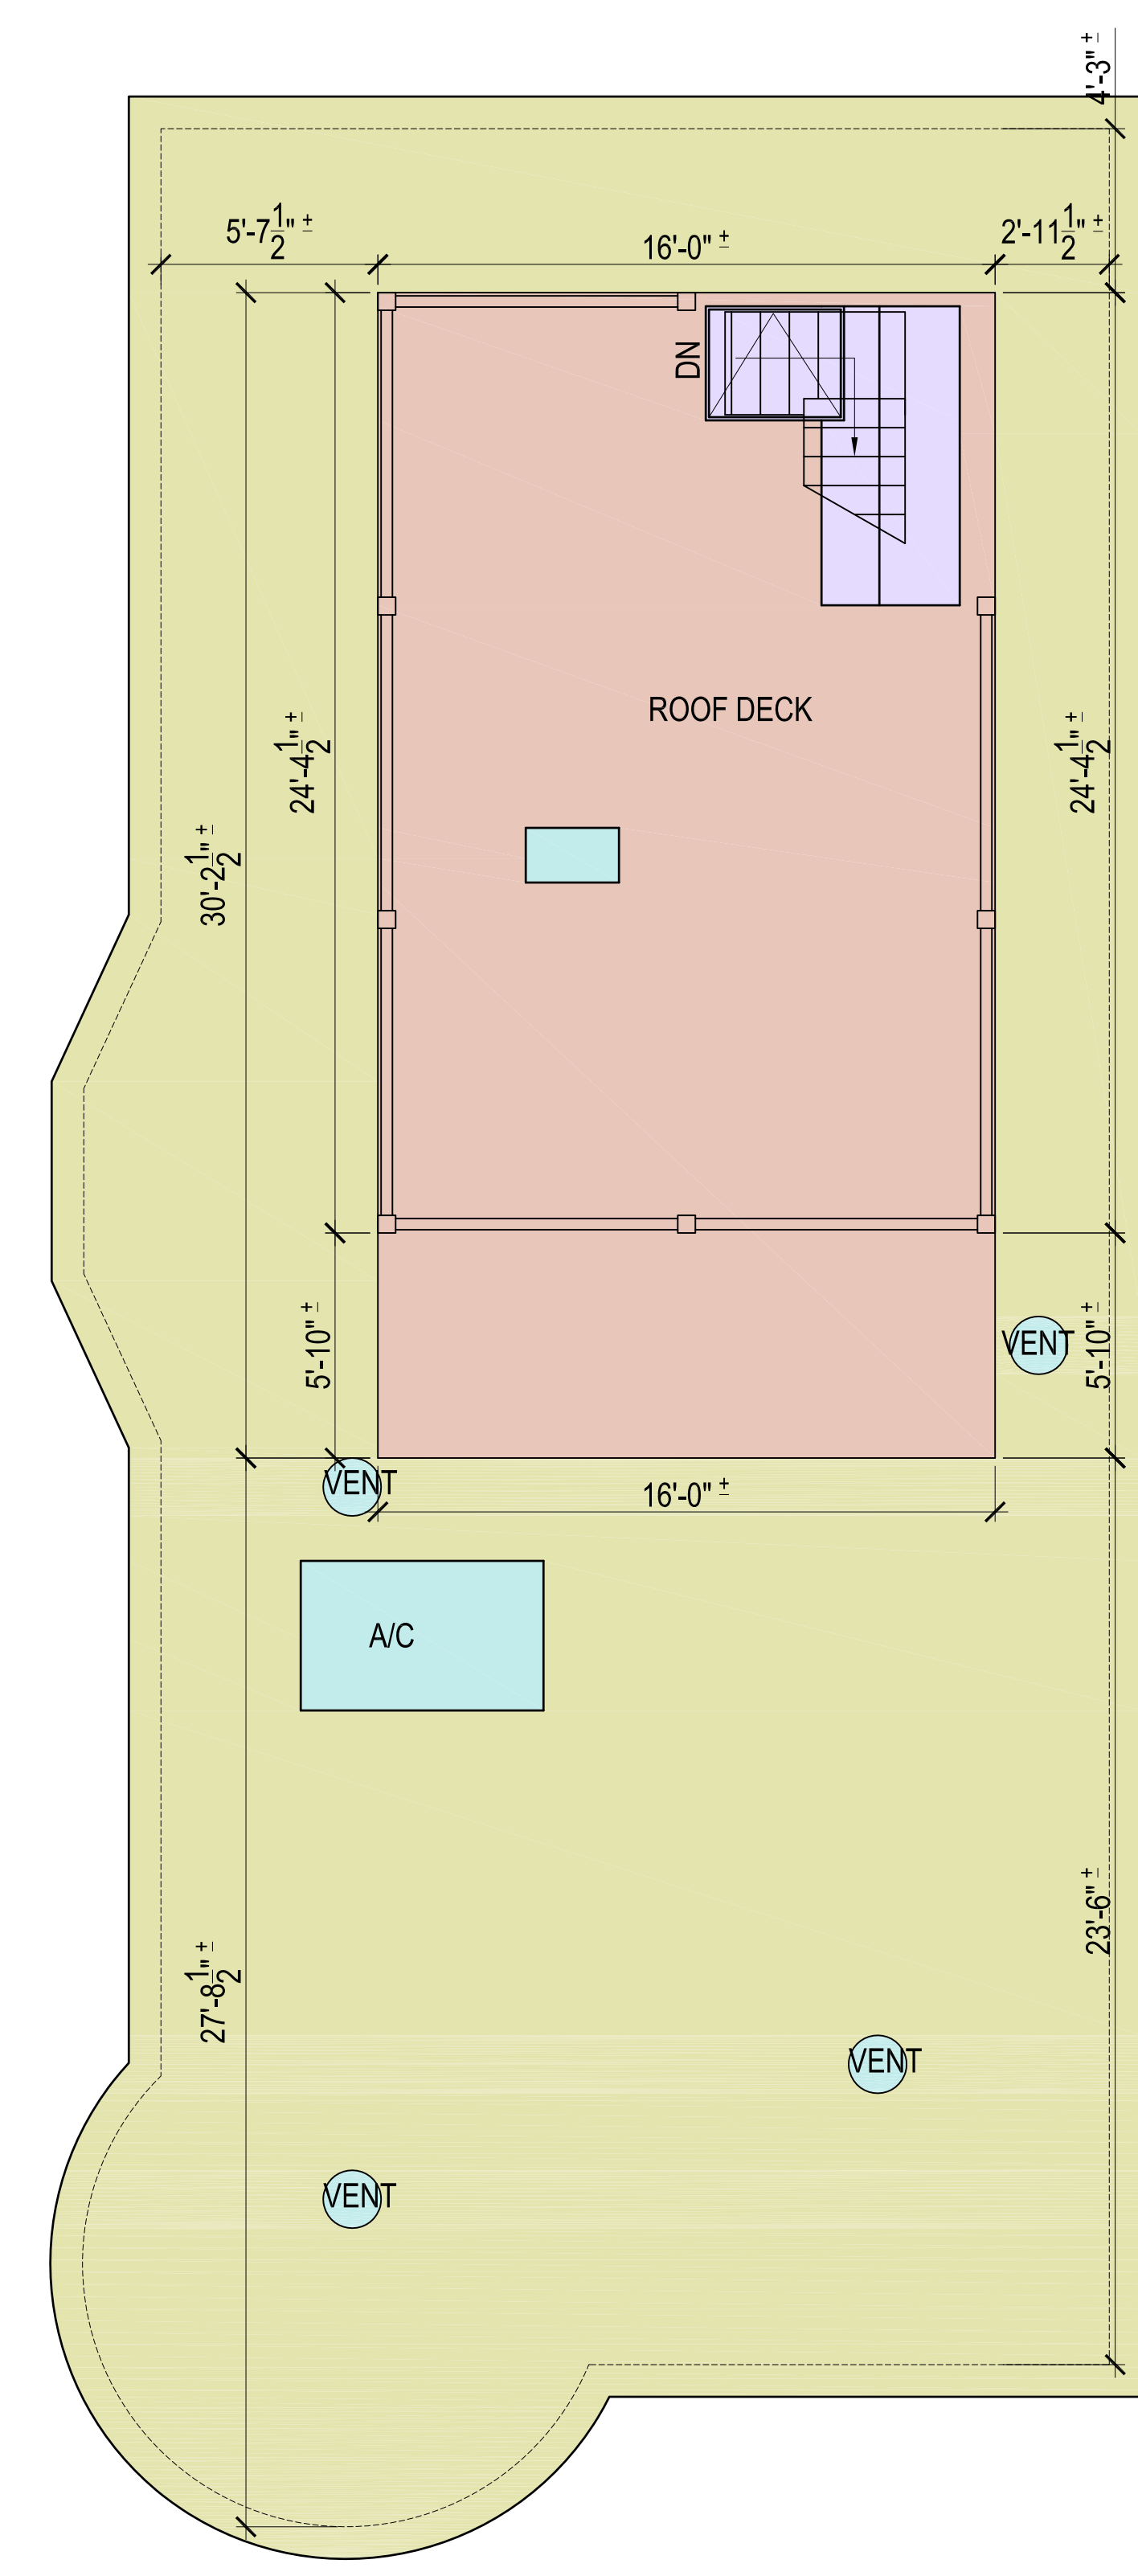 4'-3" ±
5'-7 1/2" ±
16'-0" ±
2'-11 1/2" ±
DN
ROOF DECK
24'-4 1/2" ±
24'-4 1/2" ±
30'-2 1/2" ±
5'-10" ±
VENT
5'-10" ±
VENT
16'-0" ±
A/C
23'-6" ±
27'-8 1/2" ±
VENT
VENT